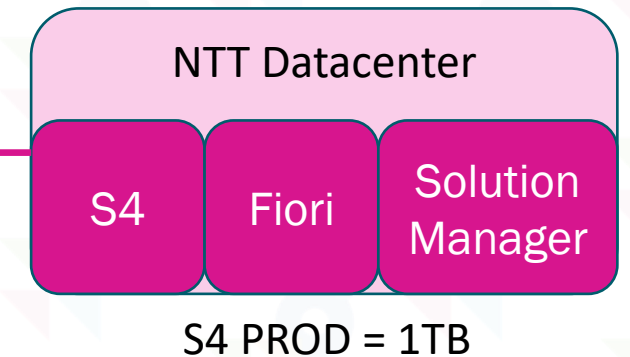 NTT Datacenter
S4
Fiori
Solution
Manager
S4 PROD = 1TB